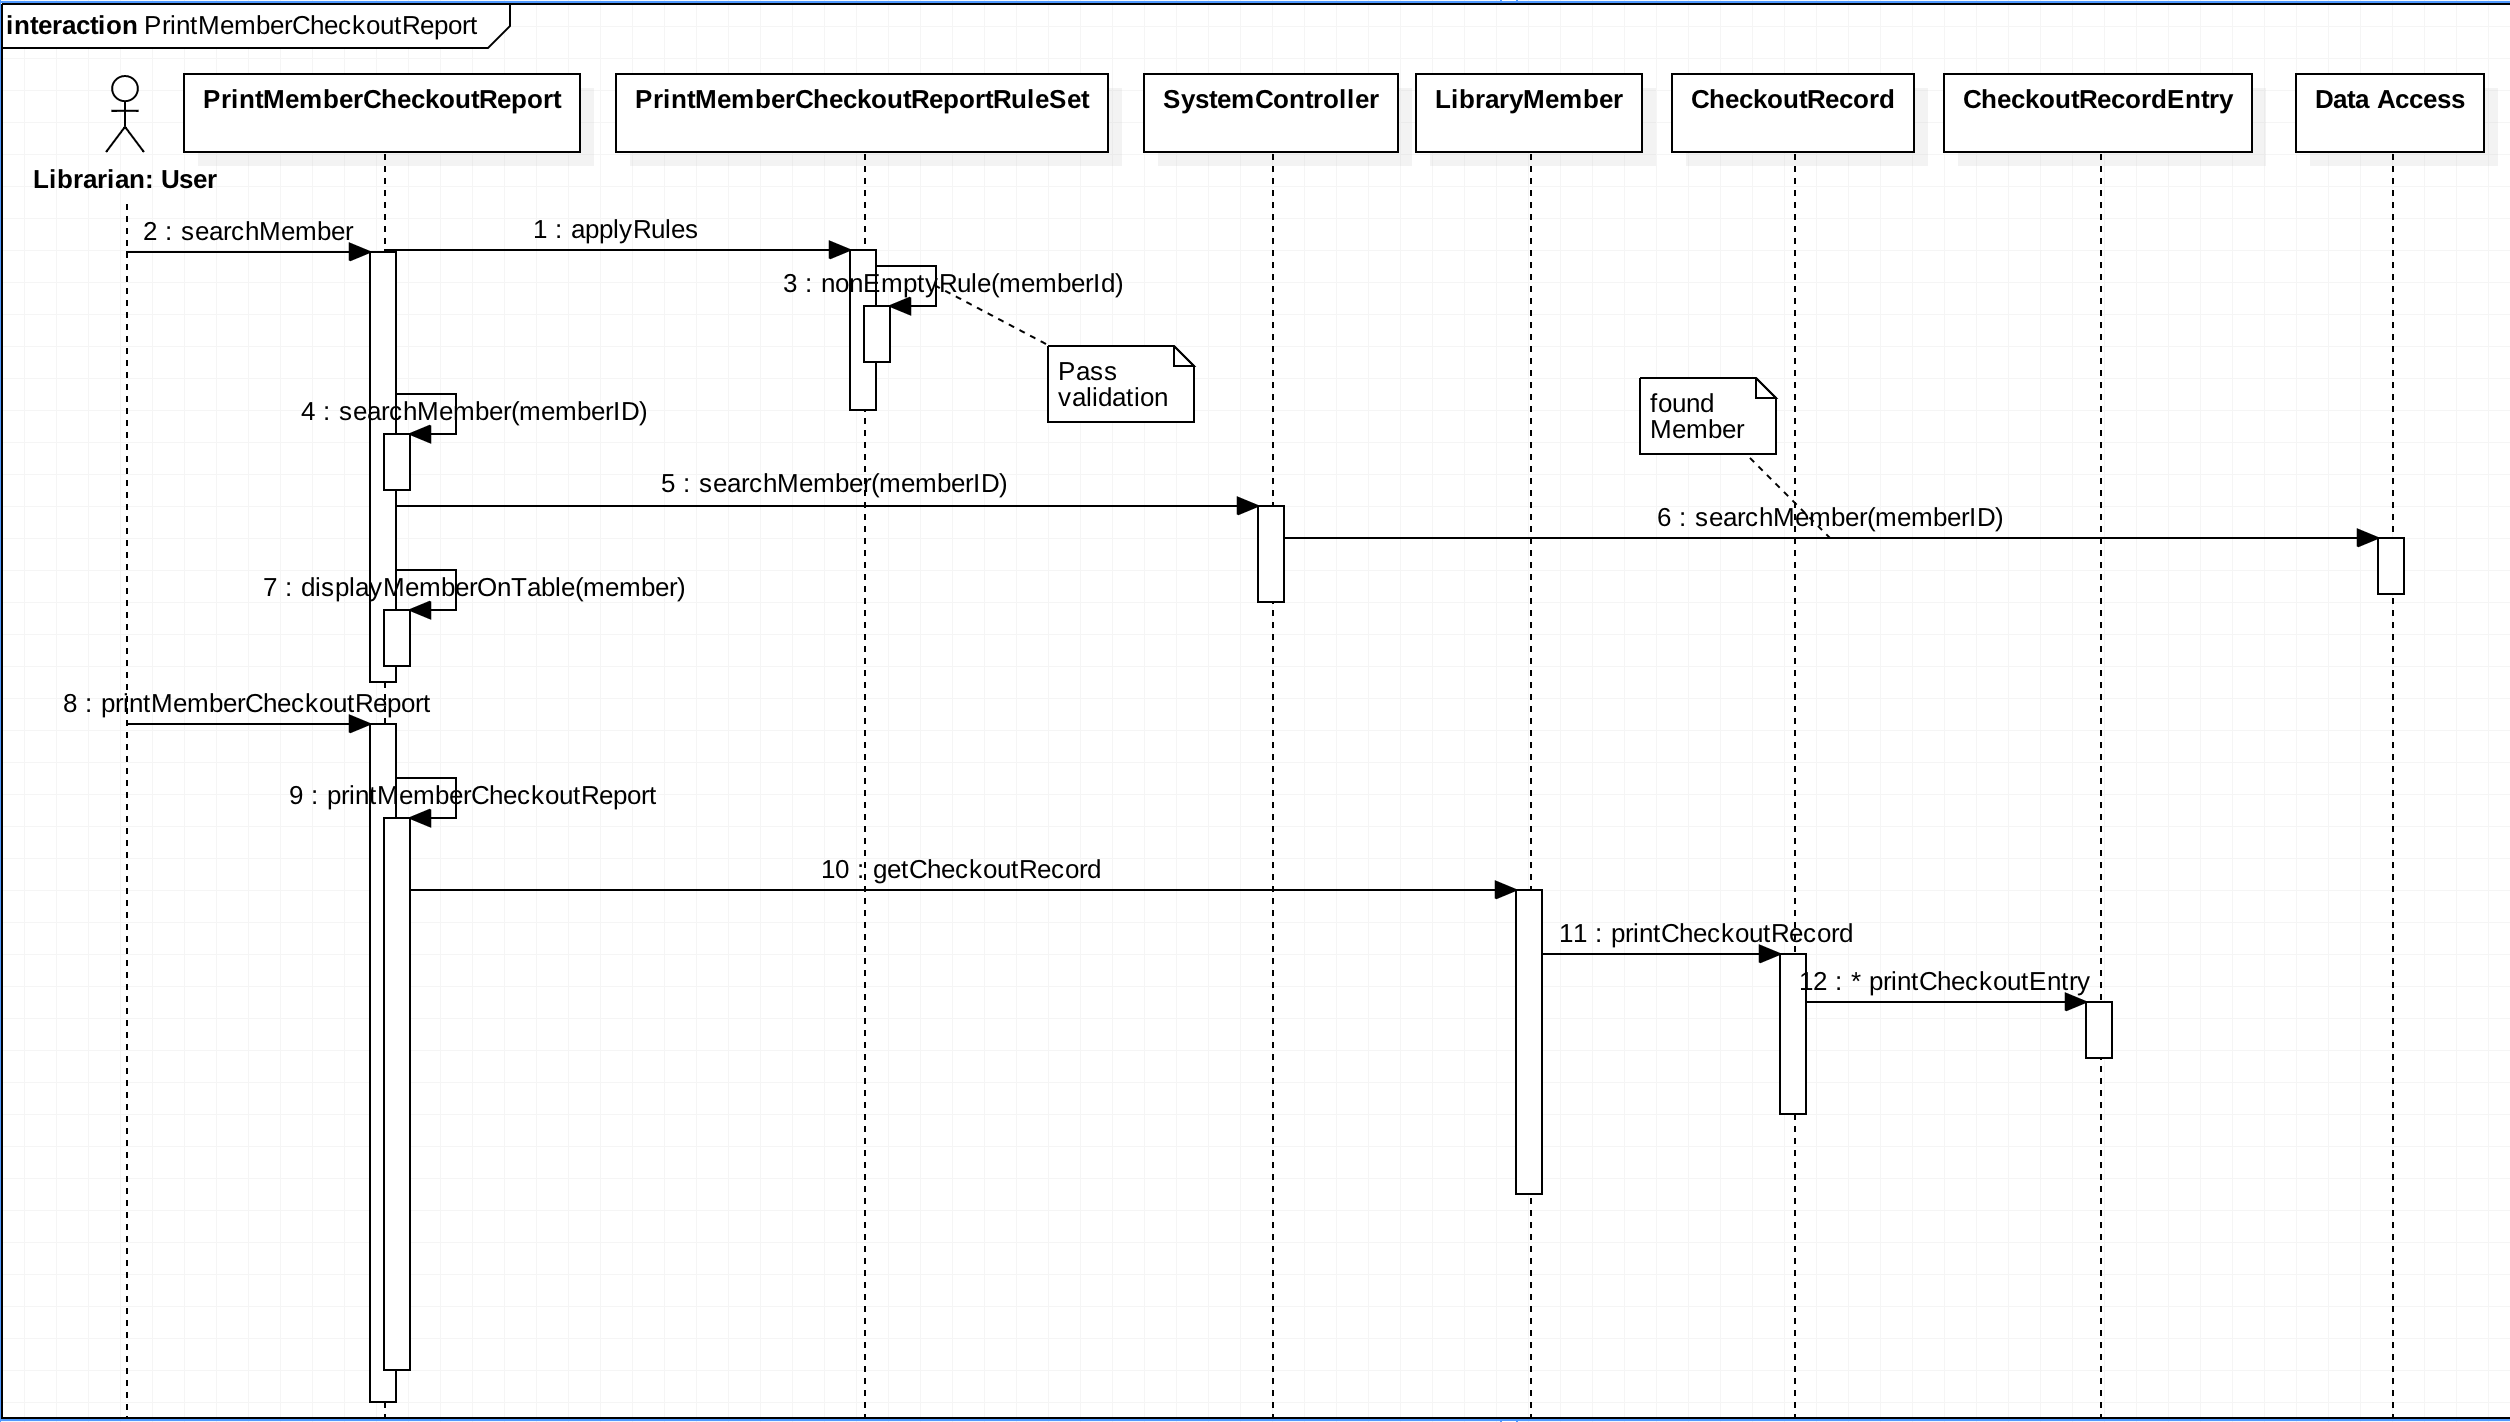 interaction PrintMemberCheckoutReport
PrintMemberCheckoutReport
PrintMemberCheckoutReportRuleSet
SystemController
LibraryMember
CheckoutRecord
CheckoutRecordEntry
Data Access
Librarian: User
2 : searchMember
1 : applyRules
3 : nonEmptyRule(memberId)
Pass
validation
4 : searchMember(memberID)
found
Member
5 : searchMember(memberID)
6 : searchMember(memberID)
7 : displayMemberOnTable(member)
8 : printMemberCheckoutReport
9 : printMemberCheckoutReport
10 : getCheckoutRecord
11 : printCheckoutRecord
12 : * printCheckoutEntry